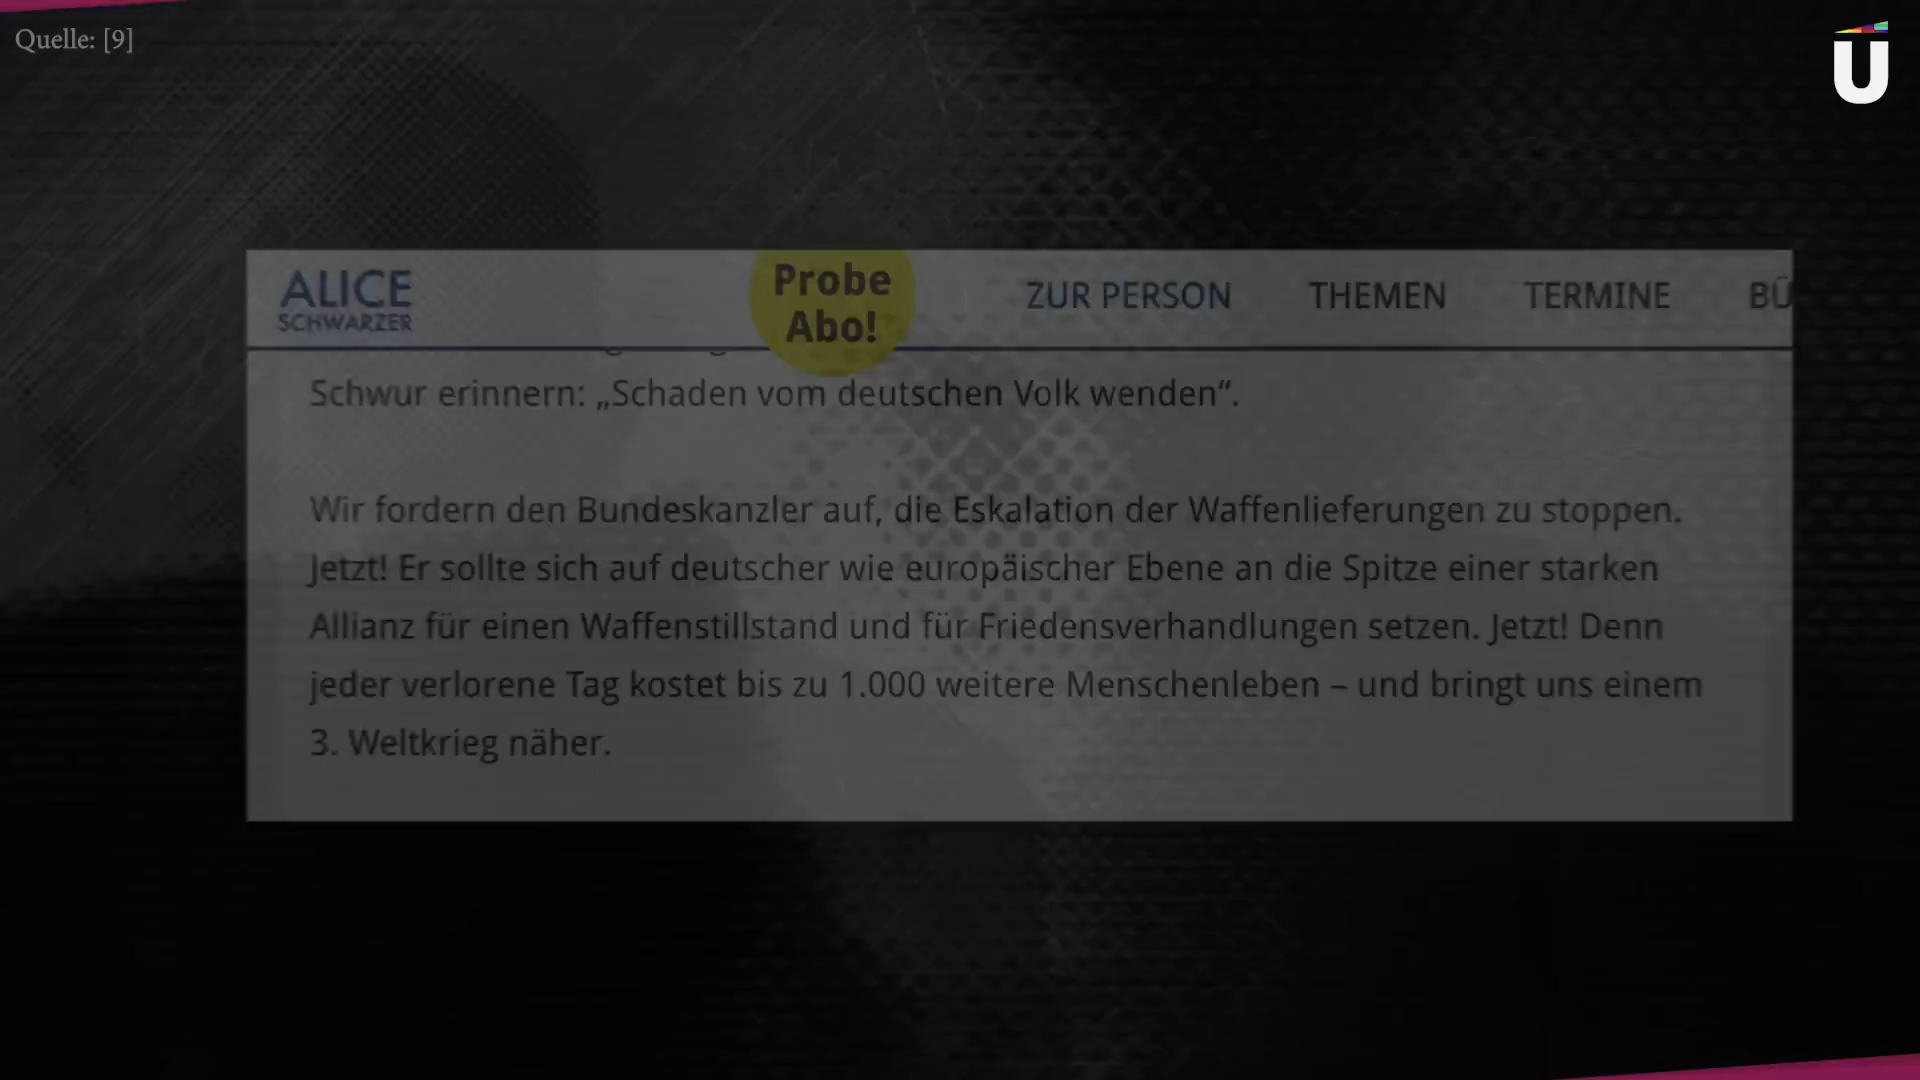 Quelle: [9]
U
ALICE
SCHWARZER
Probe
Abo!
ZUR PERSON
THEMEN
TERMINE
BÜ
Schwur erinnern: „Schaden vom deutschen Volk wenden“.
Wir fordern den Bundeskanzler auf, die Eskalation der Waffenlieferungen zu stoppen.
Jetzt! Er sollte sich auf deutscher wie europäischer Ebene an die Spitze einer starken
Allianz für einen Waffenstillstand und für Friedensverhandlungen setzen. Jetzt! Denn
jeder verlorene Tag kostet bis zu 1.000 weitere Menschenleben – und bringt uns einem
3. Weltkrieg näher.